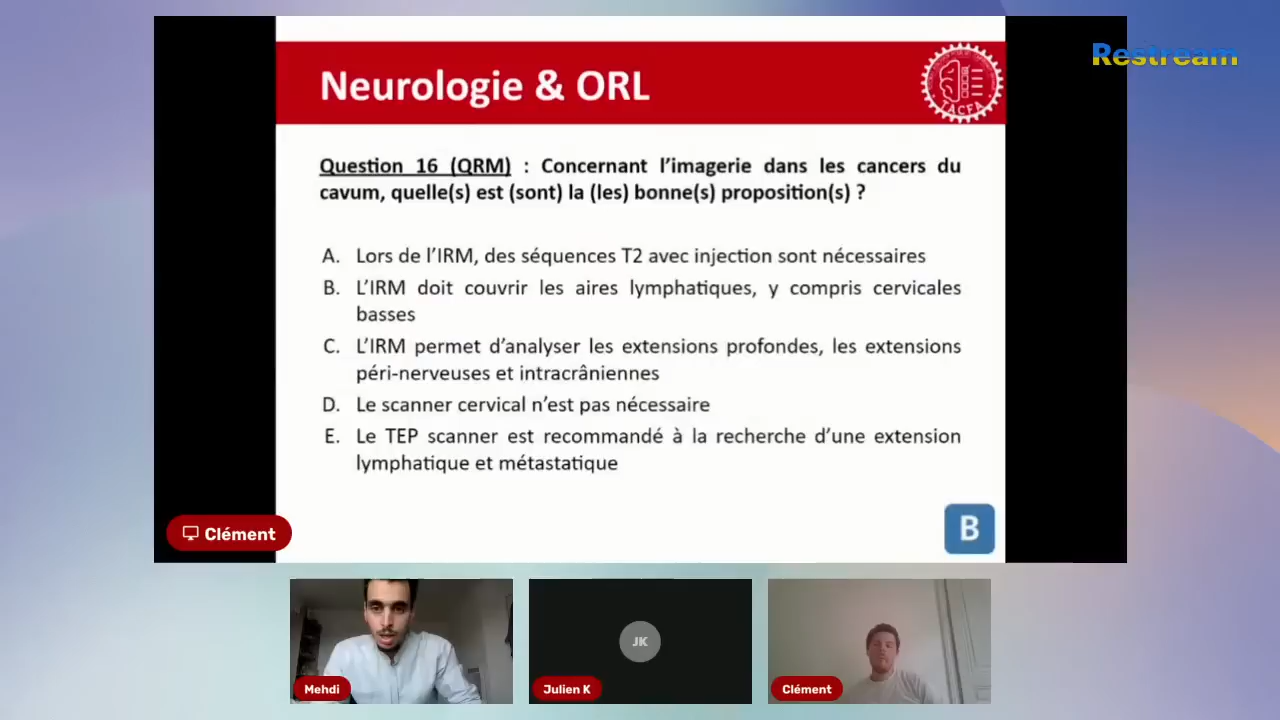 Restream
Neurologie & ORL
TACFA
Question 16 (QRM) : Concernant l'imagerie dans les cancers du
cavum, quelle(s) est (sont) la (les) bonne(s) proposition(s) ?
A. Lors de l'IRM, des séquences T2 avec injection sont nécessaires
B. L'IRM doit couvrir les aires lymphatiques, y compris cervicales
basses
C. L'IRM permet d'analyser les extensions profondes, les extensions
péri-nerveuses et intracrâniennes
D. Le scanner cervical n'est pas nécessaire
E. Le TEP scanner est recommandé à la recherche d'une extension
lymphatique et métastatique
B
Clément
JK
Mehdi
Julien K
Clément